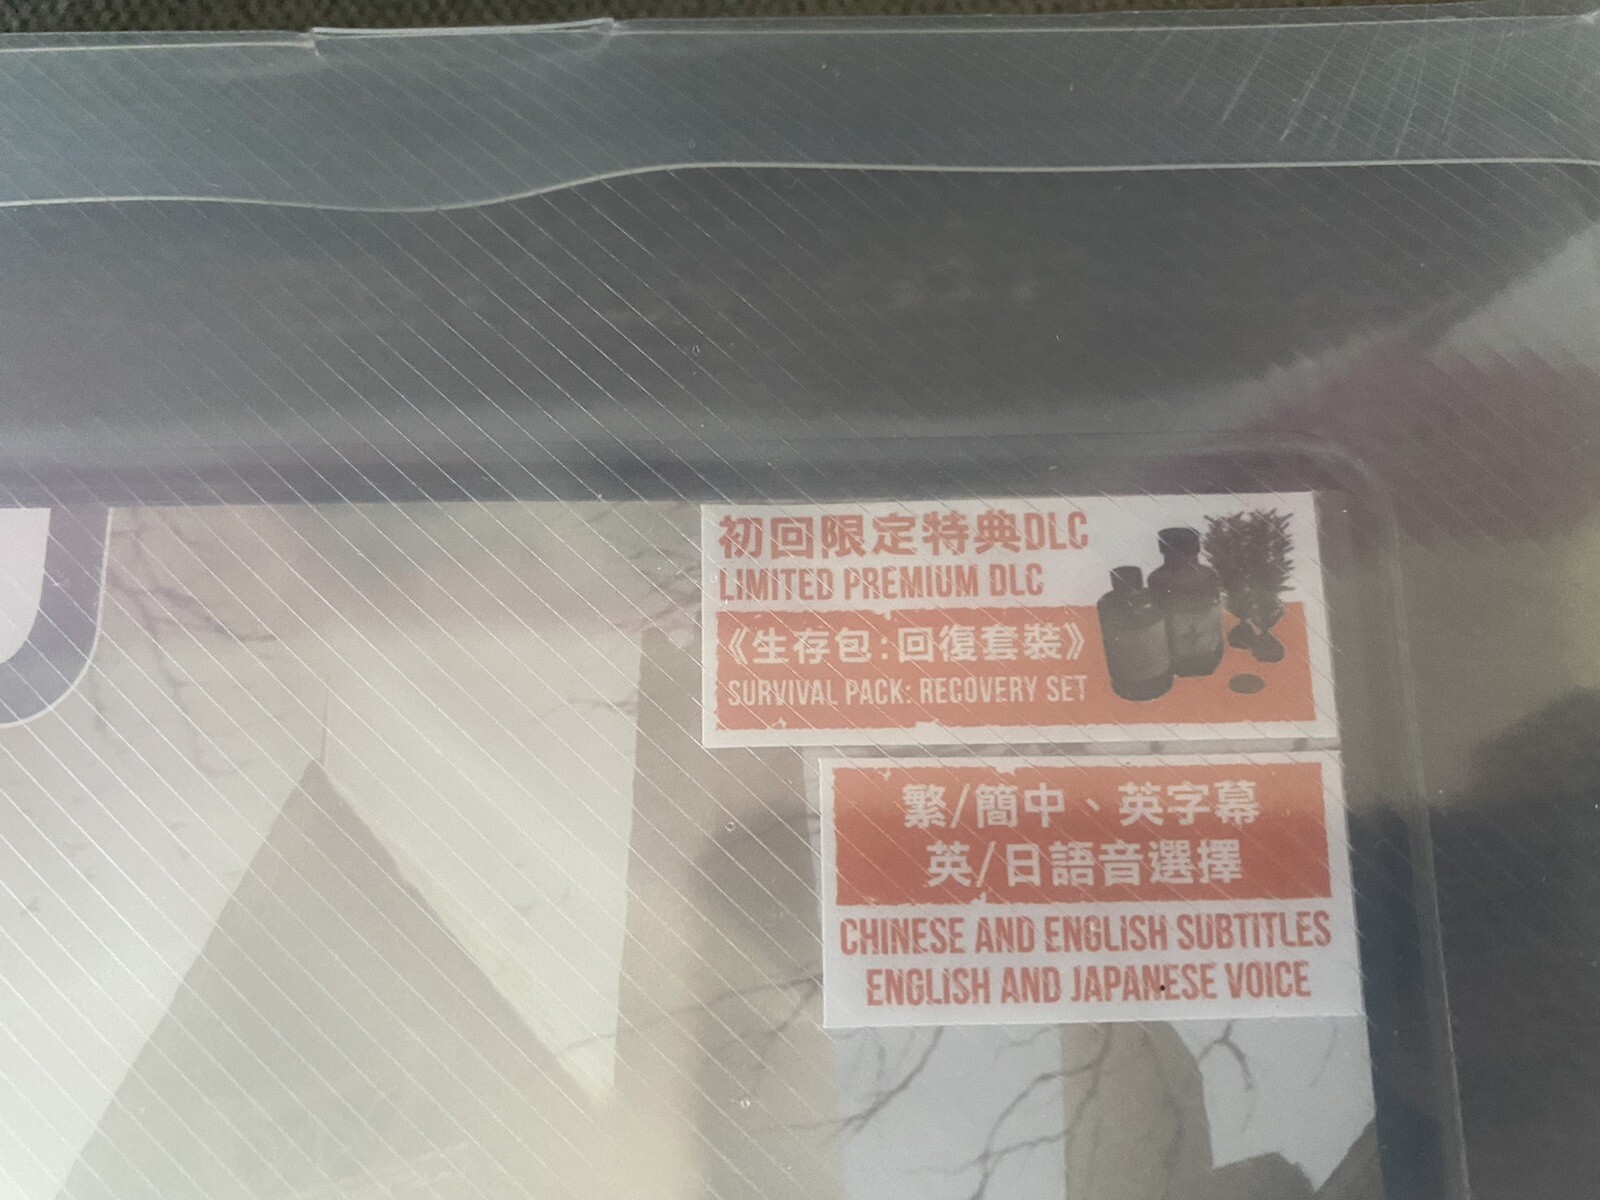 初回限定特典DLC
LIMITED PREMIUM DLC
《生存包:回復套裝》
SURVIVAL PACK: RECOVERY SET
繁/簡中、英字幕
英/日語音選擇
CHINESE AND ENGLISH SUBTITLES
ENGLISH AND JAPANESE VOICE